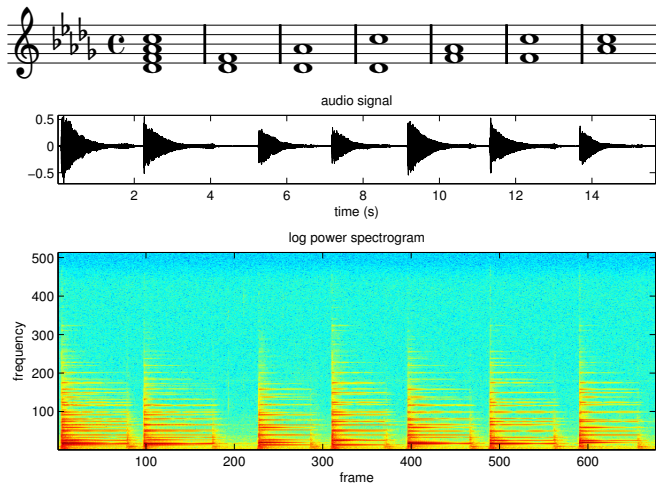 audio signal
0.5
0
−0.5
2 4 6 8 10 12 14
time (s)
log power spectrogram
500
400
300
200
100
frequency
100 200 300 400 500 600
frame